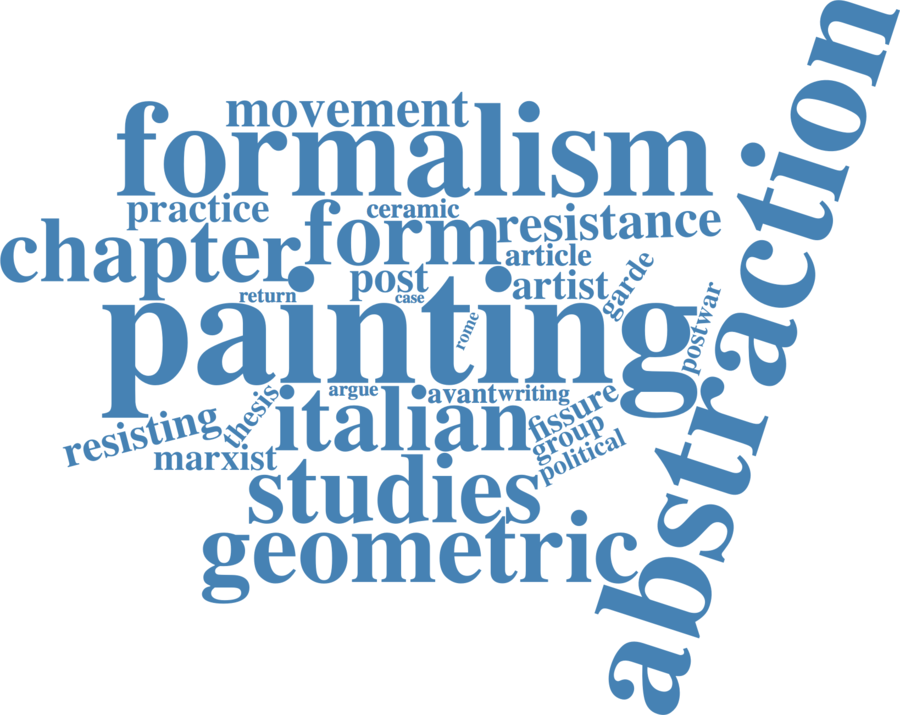 movement
formalism
practice
ceramic
chapter
form
resistance
article
post
artist
garde
return
case
painting
rome
postwar
abstraction
argue
avant
writing
resisting
thesis
italian
fissure
group
marxist
political
studies
geometric